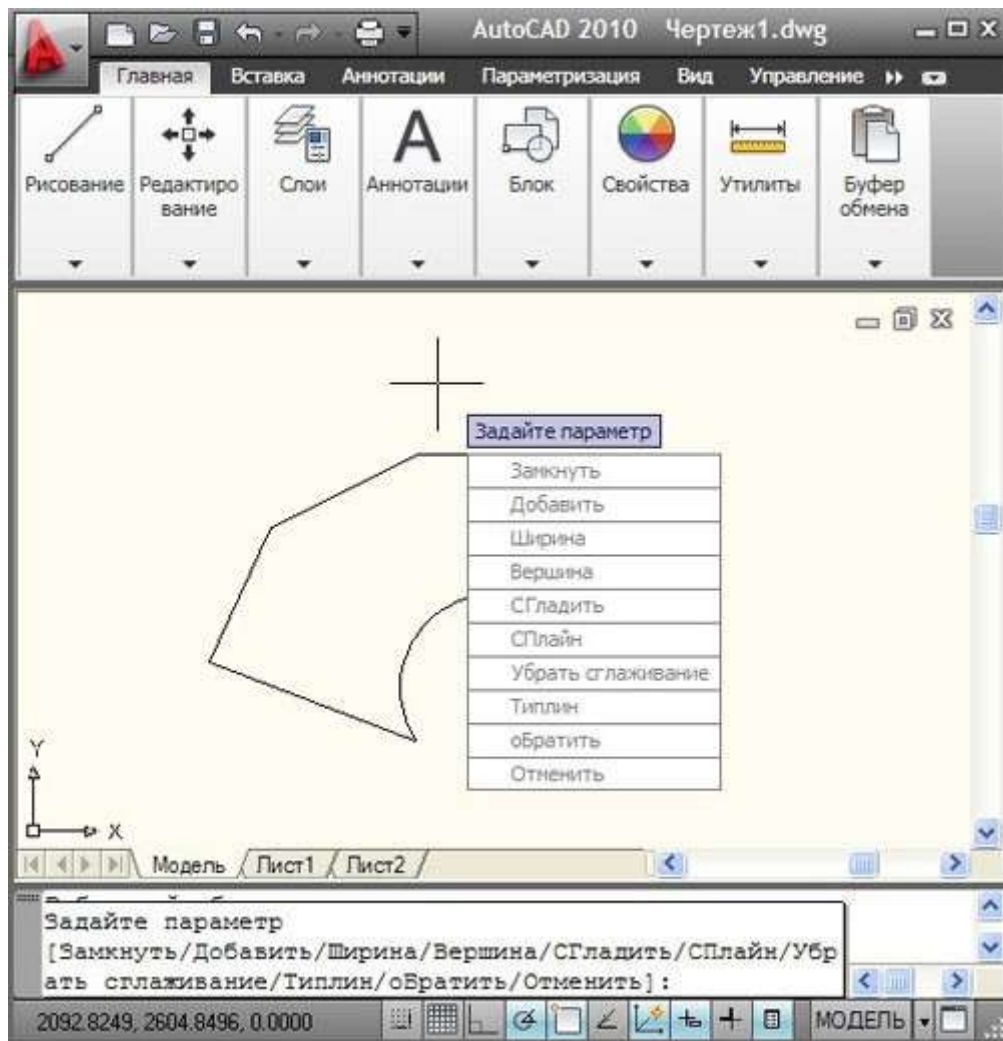 AutoCAD 2010 Чертеж1.dwg
Главная Вставка Аннотации Параметризация Вид Управление
Рисование Редактиро Слои Аннотации Блок Свойства Утилиты Буфер
вание обмена
Задайте параметр
Замкнуть
Добавить
Ширина
Вершина
СГладить
СПлайн
Убрать сглаживание
Типлин
оБратить
Отменить
Y
X
Модель Лист1 Лист2
Задайте параметр
[Замкнуть/Добавить/Ширина/Вершина/СГладить/СПлайн/Убр
ать сглаживание/Типлин/оБратить/Отменить]:
2092.8249, 2604.8496, 0.0000 МОДЕЛЬ